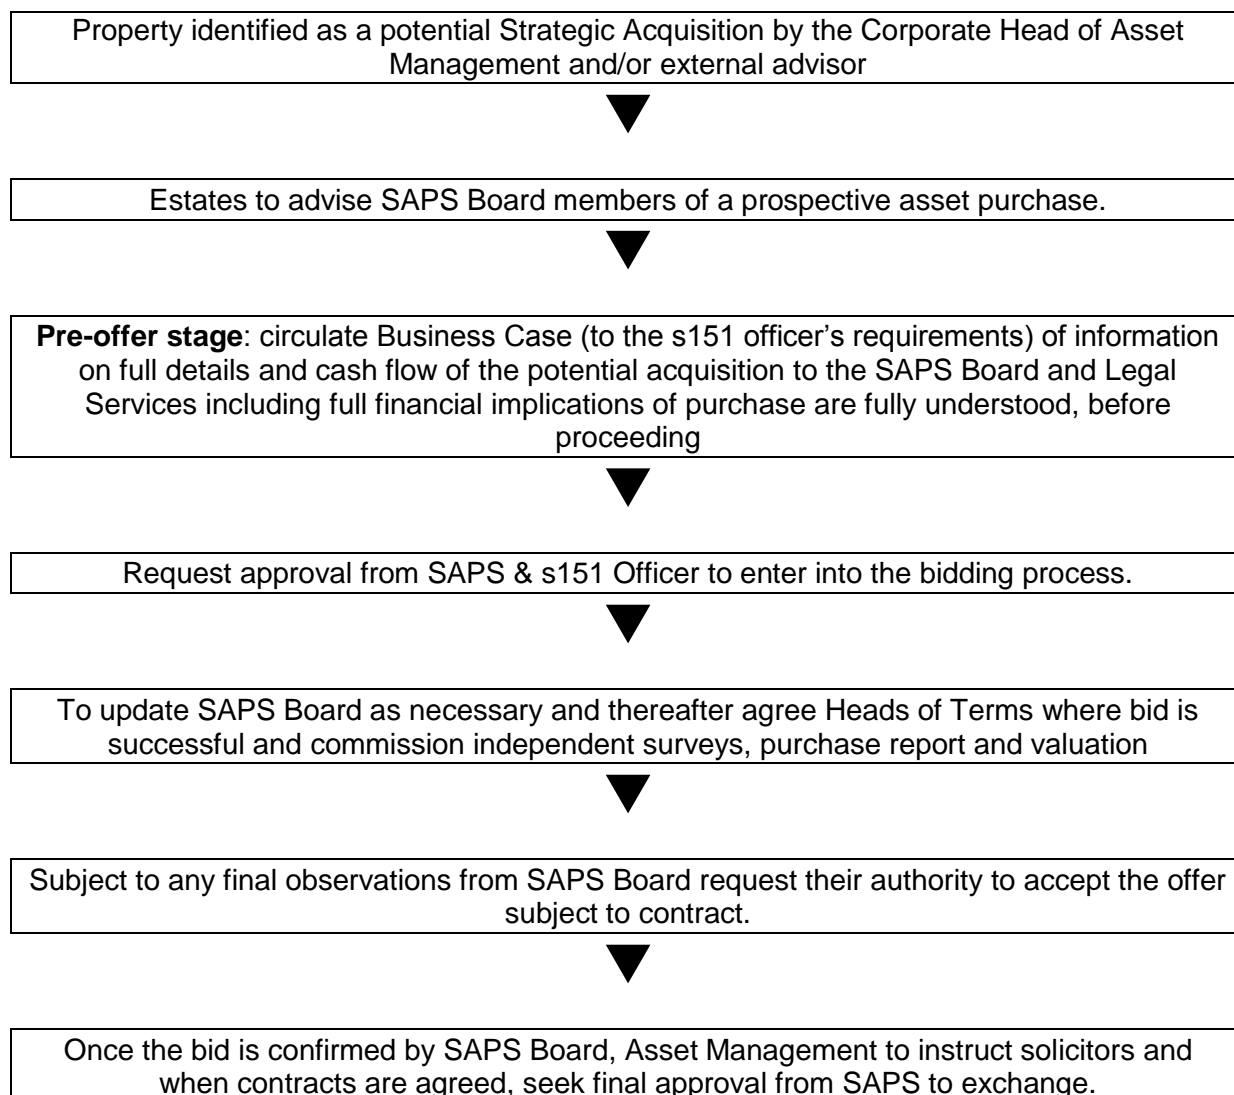 Property identified as a potential Strategic Acquisition by the Corporate Head of Asset
Management and/or external advisor
Estates to advise SAPS Board members of a prospective asset purchase.
Pre-offer stage: circulate Business Case (to the s151 officer’s requirements) of information
on full details and cash flow of the potential acquisition to the SAPS Board and Legal
Services including full financial implications of purchase are fully understood, before
proceeding
Request approval from SAPS & s151 Officer to enter into the bidding process.
To update SAPS Board as necessary and thereafter agree Heads of Terms where bid is
successful and commission independent surveys, purchase report and valuation
Subject to any final observations from SAPS Board request their authority to accept the offer
subject to contract.
Once the bid is confirmed by SAPS Board, Asset Management to instruct solicitors and
when contracts are agreed, seek final approval from SAPS to exchange.